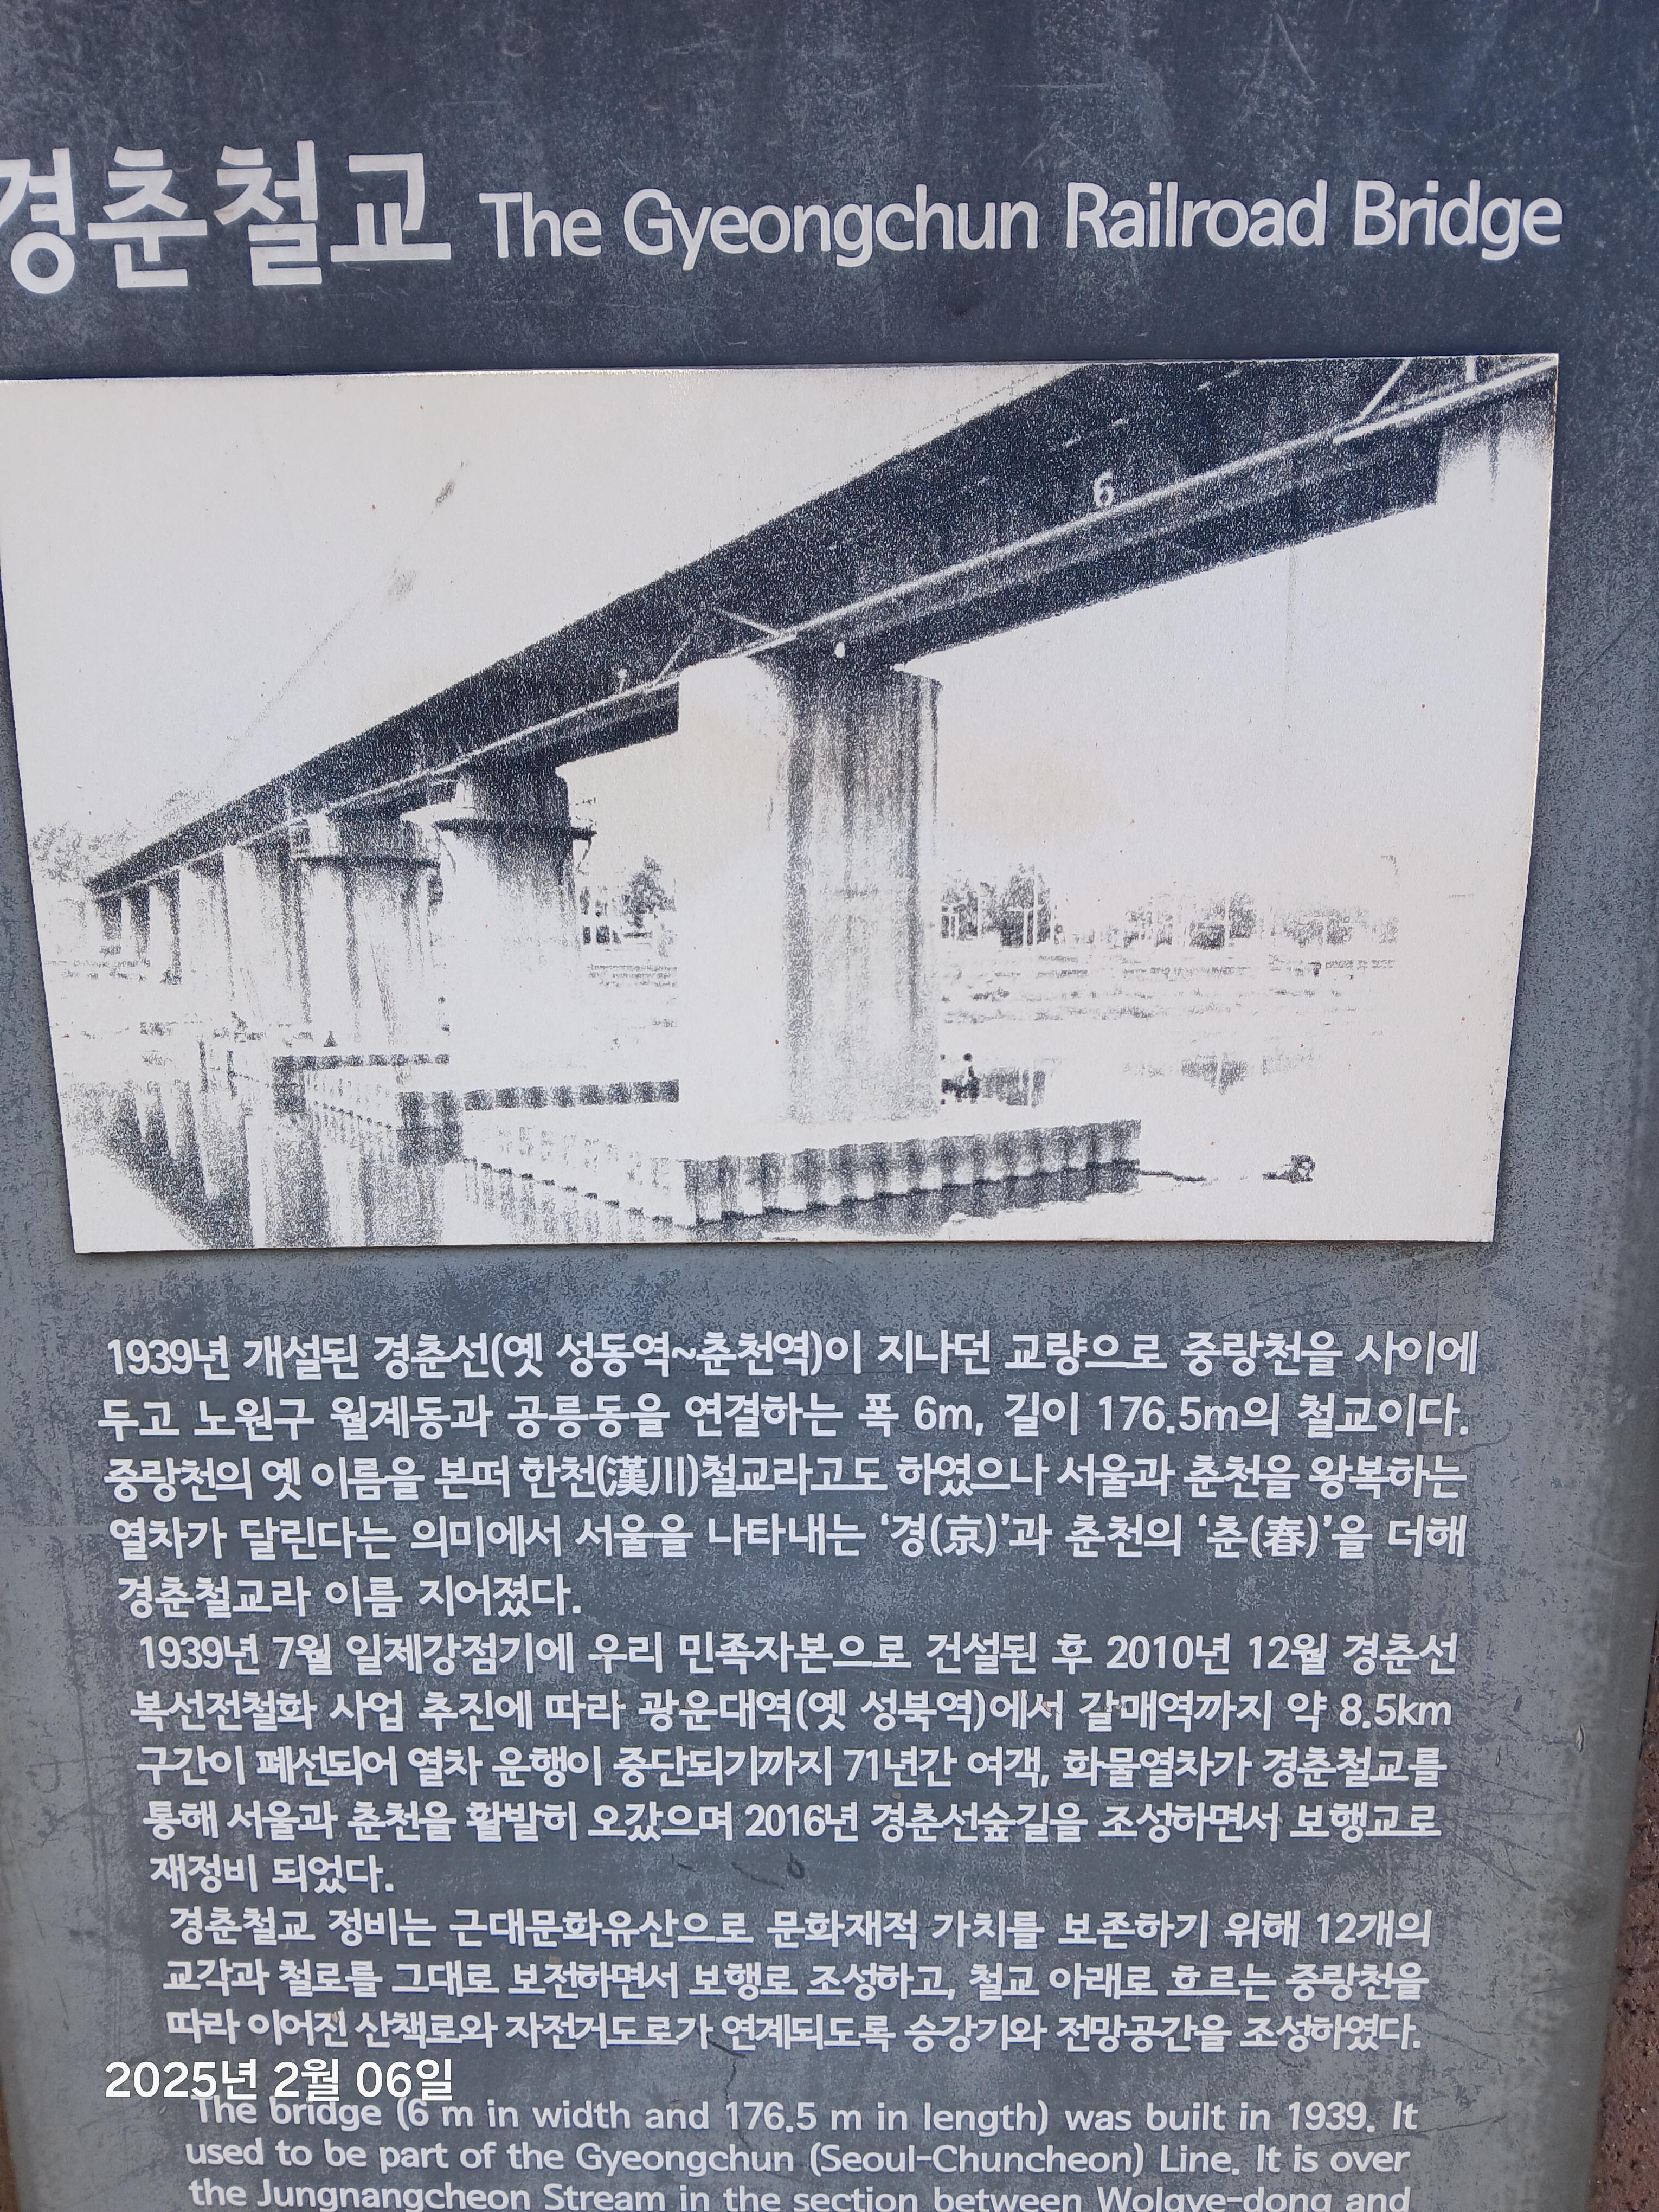 경춘철교 The Gyeongchun Railroad Bridge
6
1939년 개설된 경춘선(옛 성동역~춘천역)이 지나던 교량으로 중랑천을 사이에
두고 노원구 월계동과 공릉동을 연결하는 폭 6m, 길이 176.5m의 철교이다.
중랑천의 옛 이름을 본떠 한천(漢川)철교라고도 하였으나 서울과 춘천을 왕복하는
열차가 달린다는 의미에서 서울을 나타내는 ‘경(京)’과 춘천의 ‘춘(春)’을 더해
경춘철교라 이름 지어졌다.
1939년 7월 일제강점기에 우리 민족자본으로 건설된 후 2010년 12월 경춘선
복선전철화 사업 추진에 따라 광운대역(옛 성북역)에서 갈매역까지 약 8.5km
구간이 폐선되어 열차 운행이 중단되기까지 71년간 여객, 화물열차가 경춘철교를
통해 서울과 춘천을 활발히 오갔으며 2016년 경춘선숲길을 조성하면서 보행교로
재정비 되었다.
경춘철교 정비는 근대문화유산으로 문화재적 가치를 보존하기 위해 12개의
교각과 철로를 그대로 보전하면서 보행로 조성하고, 철교 아래로 흐르는 중랑천을
따라 이어진 산책로와 자전거도로가 연계되도록 승강기와 전망공간을 조성하였다.
2025년 2월 06일
The bridge (6 m in width and 176.5 m in length) was built in 1939. It
used to be part of the Gyeongchun (Seoul-Chuncheon) Line. It is over
the Jungnangcheon Stream in the section between Wolgye-dong and